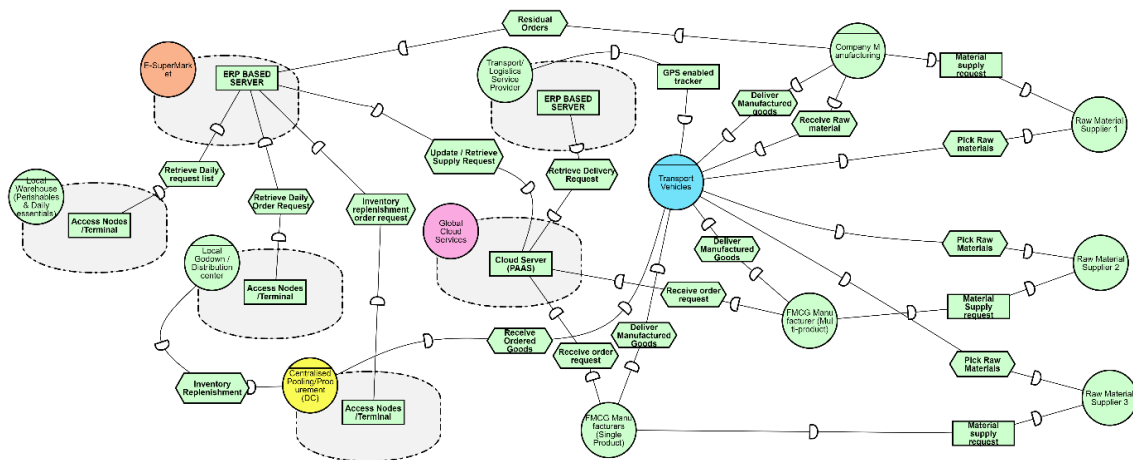 Residual
Orders
E-SuperMark
et
ERP BASED
SERVER
Transport/
Logistics
Service
Provider
ERP BASED
SERVER
GPS enabled
tracker
Company M
anufacturing
Material
supply
request
Deliver
Manufactured
goods
Receive Raw
material
Raw Material
Supplier 1
Pick Raw
materials
Update / Retrieve
Supply Request
Retrieve Delivery
Request
Transport
Vehicles
Retrieve Daily
request list
Local
Warehouse
(Perishables
& Daily
essentials)
Access Nodes
/Terminal
Retrieve Daily
Order Request
Inventory
replenishment
order request
Global
Cloud
Services
Cloud Server
(PAAS)
Local
Godown /
Distribution
center
Access Nodes
/Terminal
Deliver
Manufactured
Goods
Pick Raw
Materials
Raw Material
Supplier 2
Receive order
request
FMCG Manu
facturer (Mul
ti-product)
Material
Supply
request
Receive
Ordered
Goods
Deliver
Manufactured
Goods
Receive order
request
Pick Raw
Materials
Inventory
Replenishment
Centralised
Pooling/Procu
rement
(DC)
Access Nodes
/Terminal
FMCG Manu
facturers
(Single
Product)
Material
supply
request
Raw Material
Supplier 3